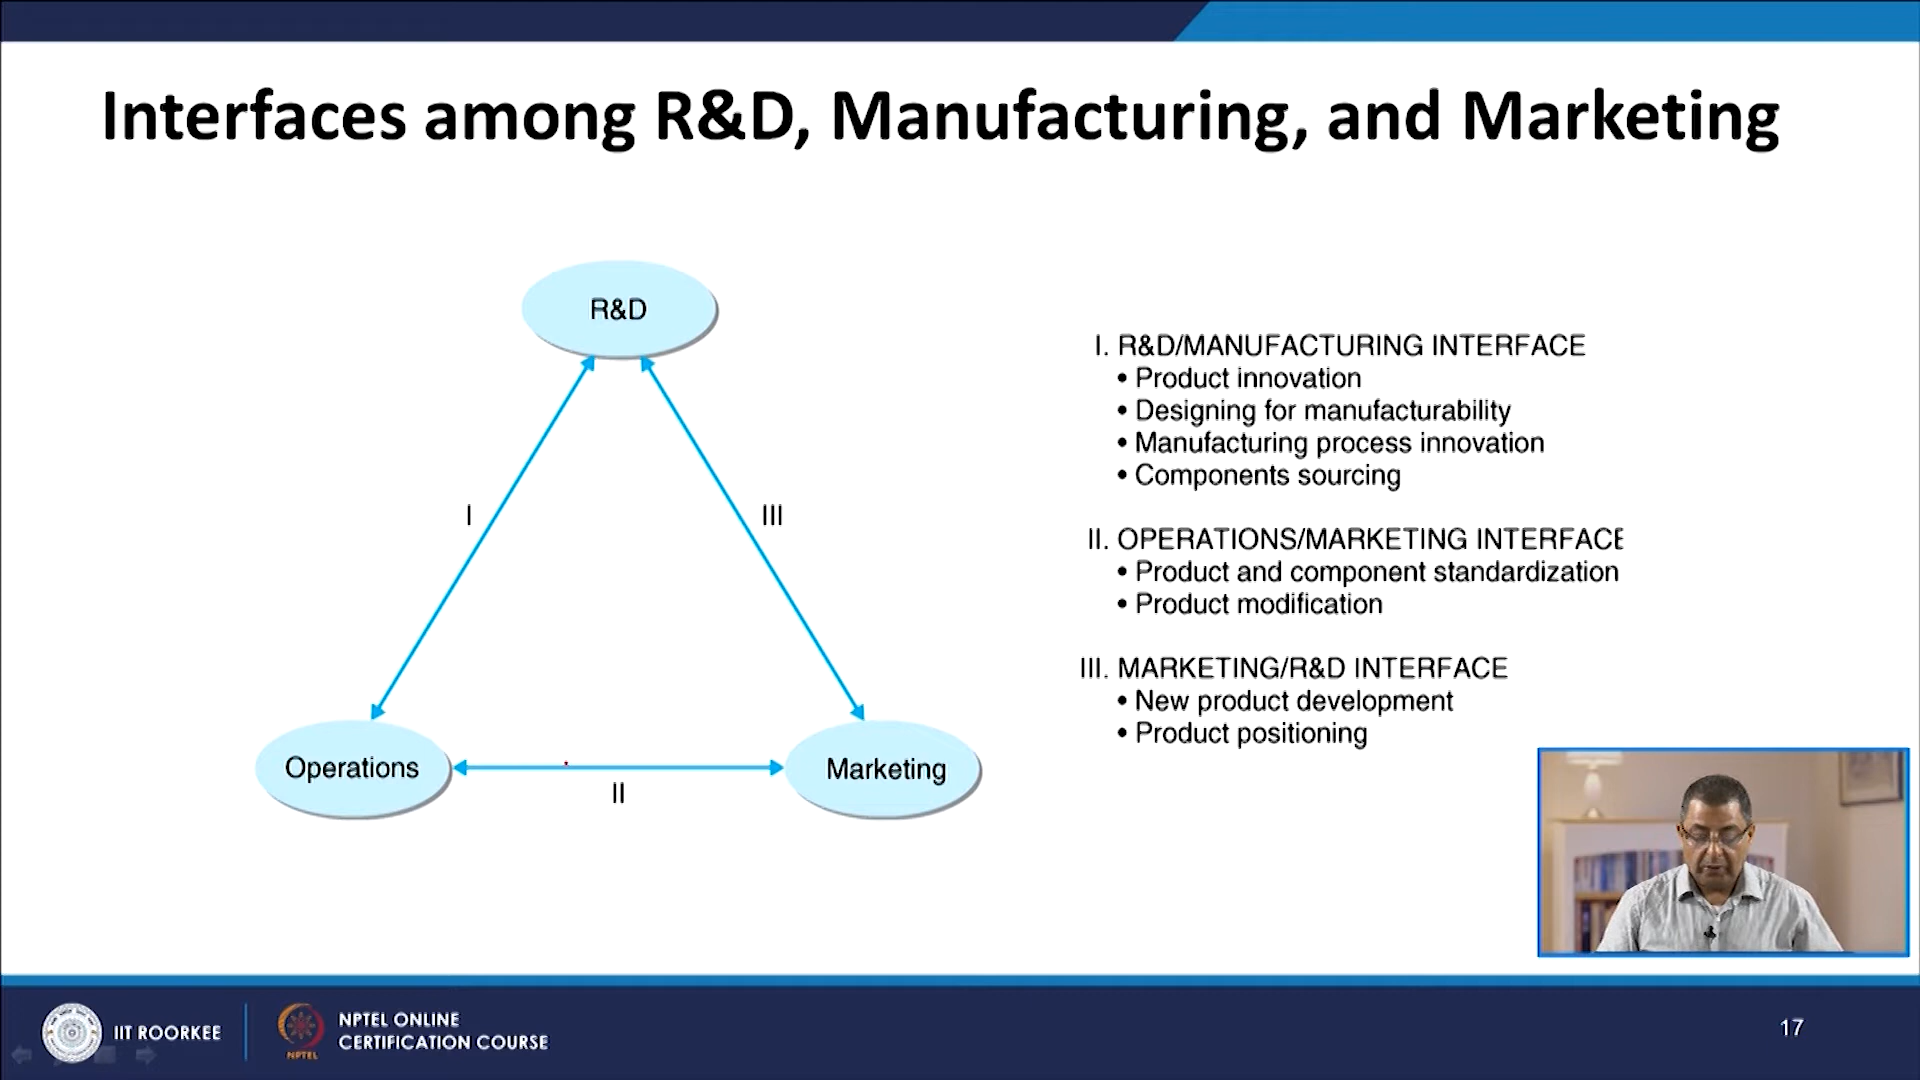 Interfaces among R&D, Manufacturing, and Marketing
R&D
I
III
Operations
Marketing
II
I. R&D/MANUFACTURING INTERFACE
• Product innovation
• Designing for manufacturability
• Manufacturing process innovation
• Components sourcing
II. OPERATIONS/MARKETING INTERFACE
• Product and component standardization
• Product modification
III. MARKETING/R&D INTERFACE
• New product development
• Product positioning
IIT ROORKEE
NPTEL
NPTEL ONLINE
CERTIFICATION COURSE
17